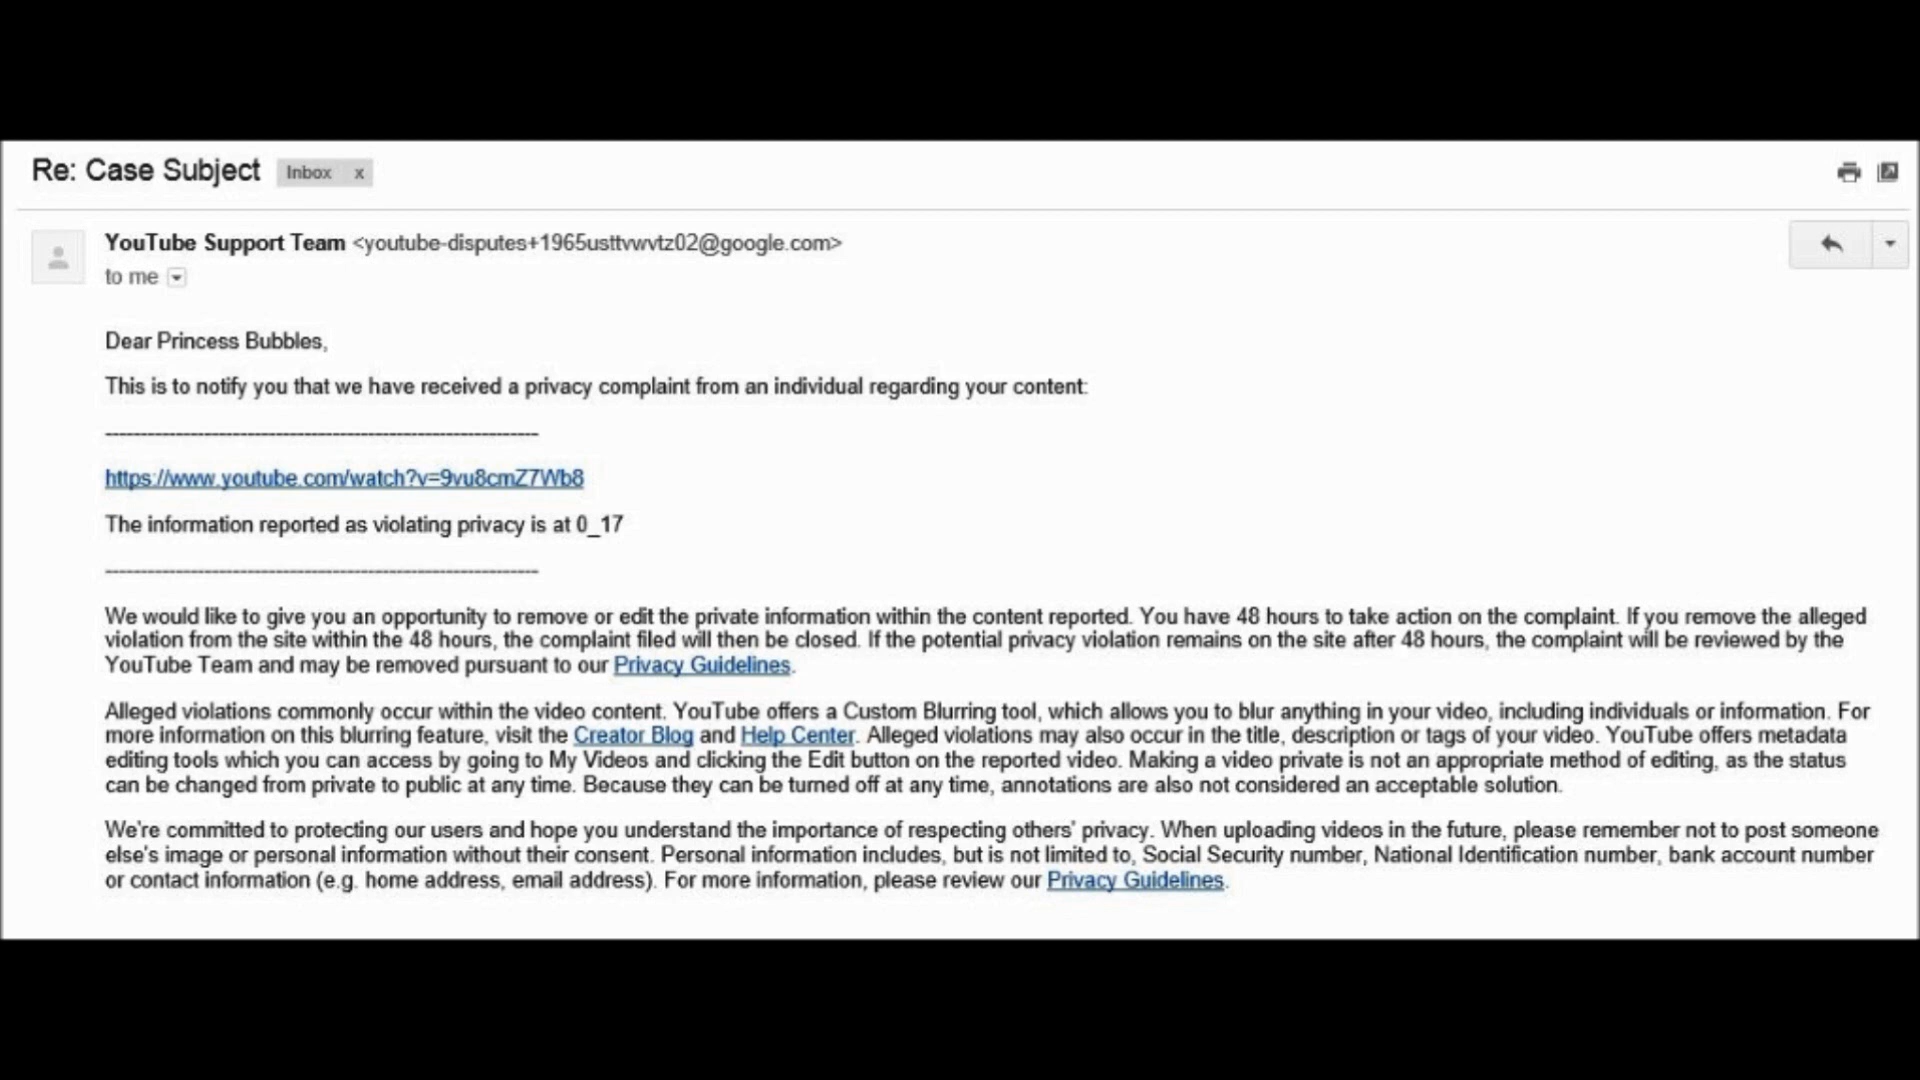 Re: Case Subject Inbox x
YouTube Support Team <youtube-disputes+1965usttvwvtz02@google.com>
to me
Dear Princess Bubbles,
This is to notify you that we have received a privacy complaint from an individual regarding your content:
--------------------------------------------------------------
https://www.youtube.com/watch?v=9vu8cmZ7Wb8
The information reported as violating privacy is at 0_17
--------------------------------------------------------------
We would like to give you an opportunity to remove or edit the private information within the content reported. You have 48 hours to take action on the complaint. If you remove the alleged
violation from the site within the 48 hours, the complaint filed will then be closed. If the potential privacy violation remains on the site after 48 hours, the complaint will be reviewed by the
YouTube Team and may be removed pursuant to our Privacy Guidelines.
Alleged violations commonly occur within the video content. YouTube offers a Custom Blurring tool, which allows you to blur anything in your video, including individuals or information. For
more information on this blurring feature, visit the Creator Blog and Help Center. Alleged violations may also occur in the title, description or tags of your video. YouTube offers metadata
editing tools which you can access by going to My Videos and clicking the Edit button on the reported video. Making a video private is not an appropriate method of editing, as the status
can be changed from private to public at any time. Because they can be turned off at any time, annotations are also not considered an acceptable solution.
We're committed to protecting our users and hope you understand the importance of respecting others' privacy. When uploading videos in the future, please remember not to post someone
else's image or personal information without their consent. Personal information includes, but is not limited to, Social Security number, National Identification number, bank account number
or contact information (e.g. home address, email address). For more information, please review our Privacy Guidelines.